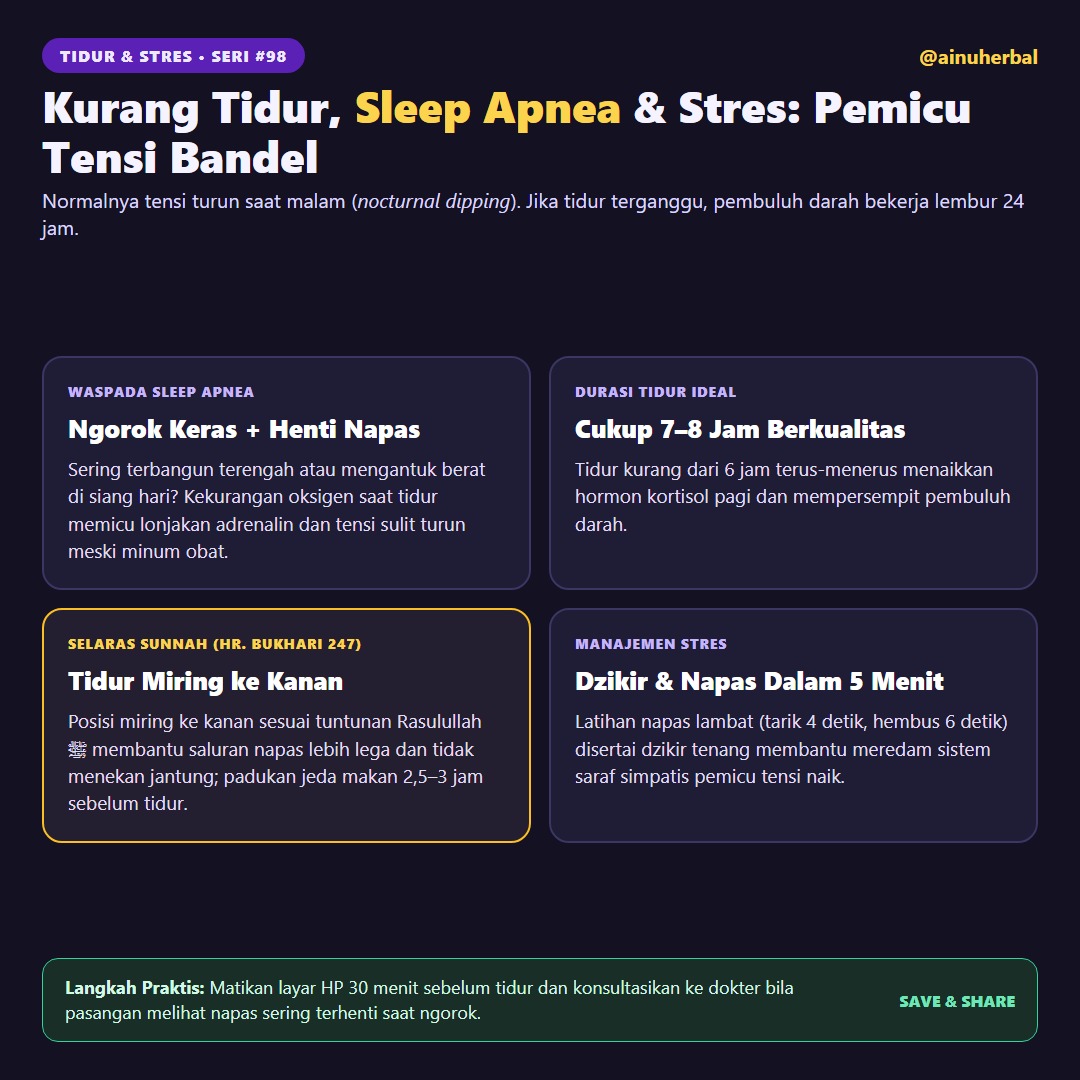 TIDUR & STRES • SERI #98
@ainuherbal
Kurang Tidur, Sleep Apnea & Stres: Pemicu
Tensi Bandel
Normalnya tensi turun saat malam (nocturnal dipping). Jika tidur terganggu, pembuluh darah bekerja lembur 24
jam.
WASPADA SLEEP APNEA
Ngorok Keras + Henti Napas
Sering terbangun terengah atau mengantuk berat
di siang hari? Kekurangan oksigen saat tidur
memicu lonjakan adrenalin dan tensi sulit turun
meski minum obat.
DURASI TIDUR IDEAL
Cukup 7–8 Jam Berkualitas
Tidur kurang dari 6 jam terus-menerus menaikkan
hormon kortisol pagi dan mempersempit pembuluh
darah.
SELARAS SUNNAH (HR. BUKHARI 247)
Tidur Miring ke Kanan
Posisi miring ke kanan sesuai tuntunan Rasulullah
ﷺ membantu saluran napas lebih lega dan tidak
menekan jantung; padukan jeda makan 2,5–3 jam
sebelum tidur.
MANAJEMEN STRES
Dzikir & Napas Dalam 5 Menit
Latihan napas lambat (tarik 4 detik, hembus 6 detik)
disertai dzikir tenang membantu meredam sistem
saraf simpatis pemicu tensi naik.
Langkah Praktis: Matikan layar HP 30 menit sebelum tidur dan konsultasikan ke dokter bila
pasangan melihat napas sering terhenti saat ngorok.
SAVE & SHARE